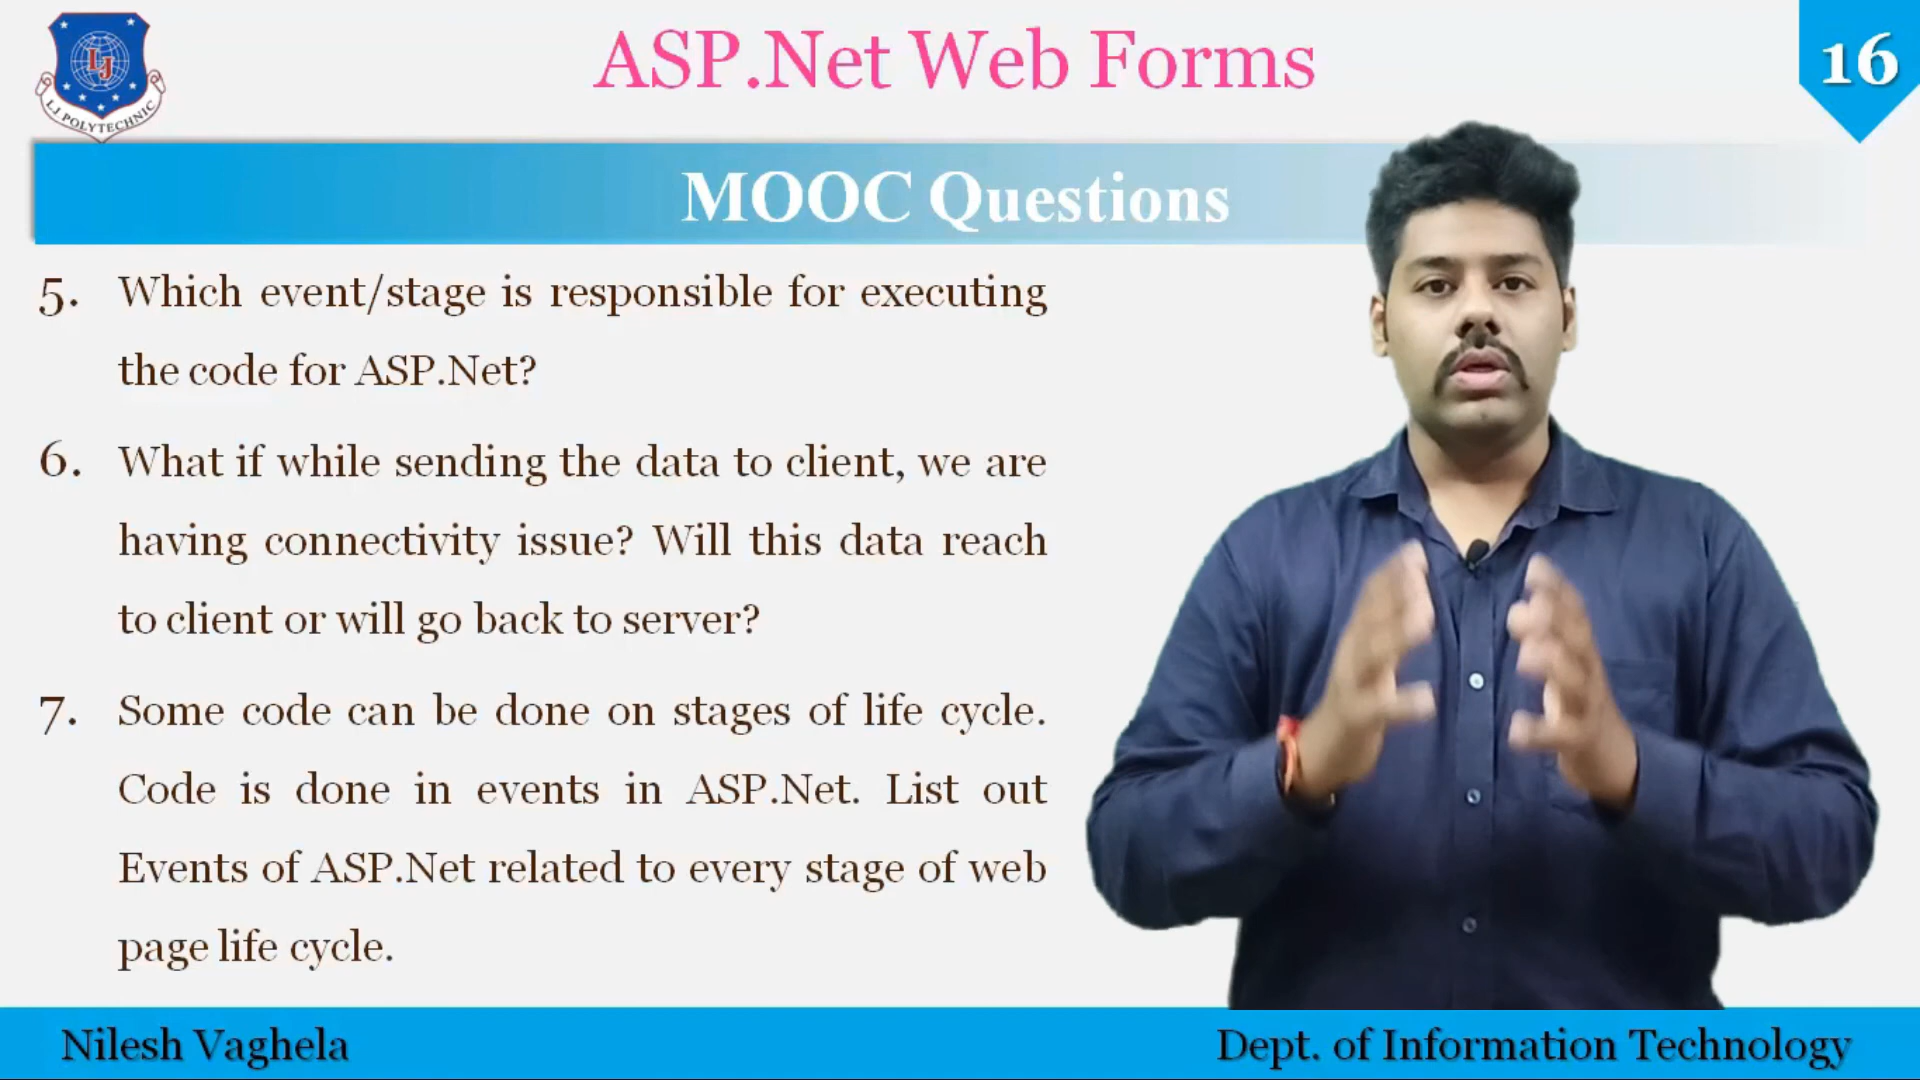 LJ
LJ POLYTECHNIC
ASP.Net Web Forms
16
MOOC Questions
5. Which event/stage is responsible for executing
the code for ASP.Net?
6. What if while sending the data to client, we are
having connectivity issue? Will this data reach
to client or will go back to server?
7. Some code can be done on stages of life cycle.
Code is done in events in ASP.Net. List out
Events of ASP.Net related to every stage of web
page life cycle.
Nilesh Vaghela
Dept. of Information Technology